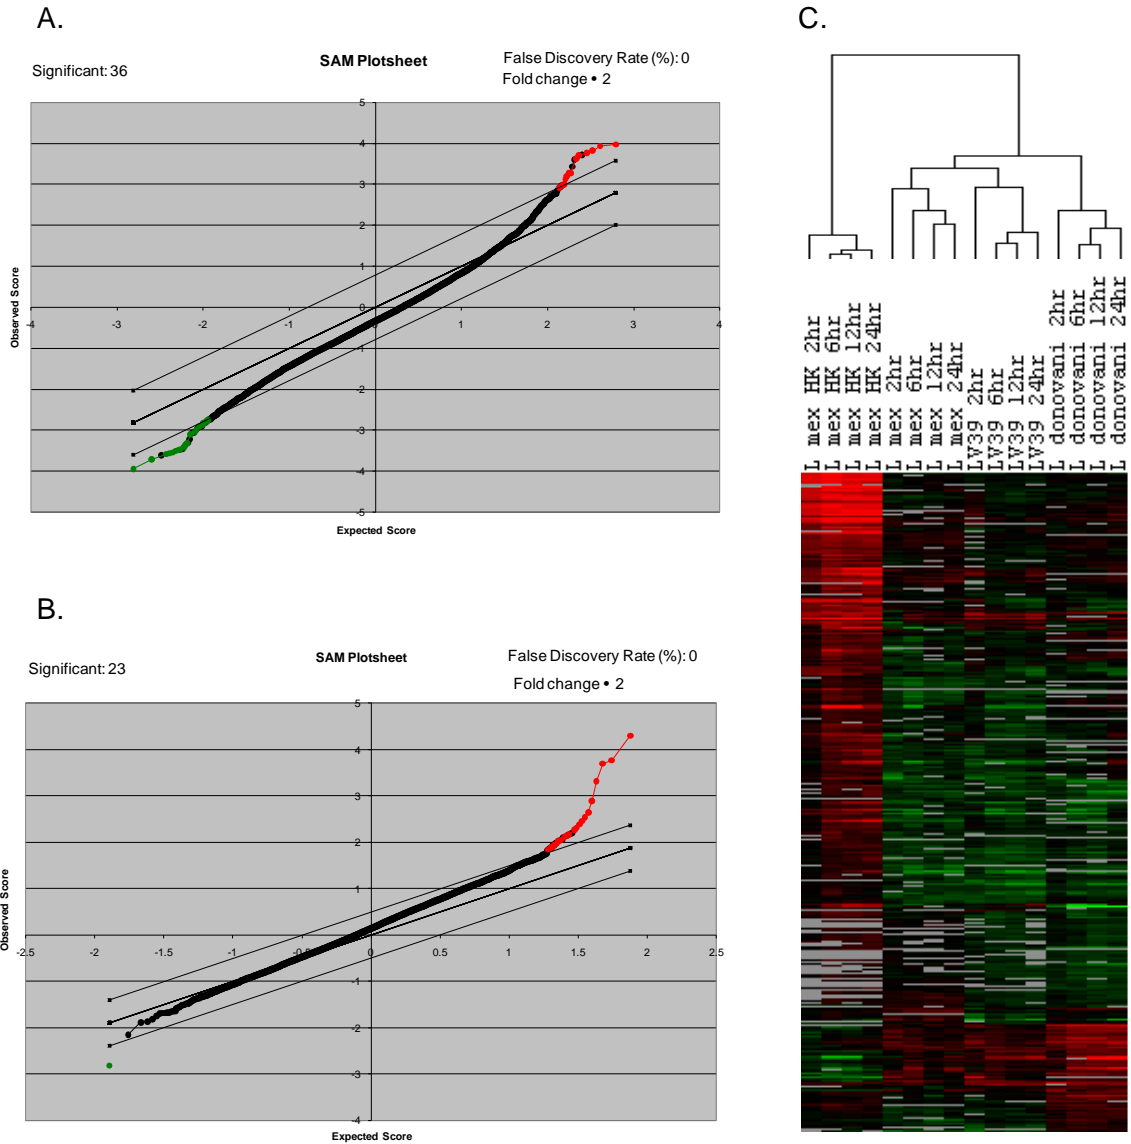 A.
SAM Plotsheet
Significant: 36
False Discovery Rate (%): 0
Fold change • 2
5
4
3
2
1
0
-1
-2
-3
-4
-5
-4
-3
-2
-1
0
1
2
3
4
Observed Score
Expected Score
B.
SAM Plotsheet
Significant: 23
False Discovery Rate (%): 0
Fold change • 2
5
4
3
2
1
0
-1
-2
-3
-4
-2.5
-2
-1.5
-1
-0.5
0
0.5
1
1.5
2
2.5
Observed Score
Expected Score
C.
L mex HK 2hr
L mex HK 6hr
L mex HK 12hr
L mex HK 24hr
L mex 2hr
L mex 6hr
L mex 12hr
L mex 24hr
L LV39 2hr
L LV39 6hr
L LV39 12hr
L LV39 24hr
L donovani 2hr
L donovani 6hr
L donovani 12hr
L donovani 24hr